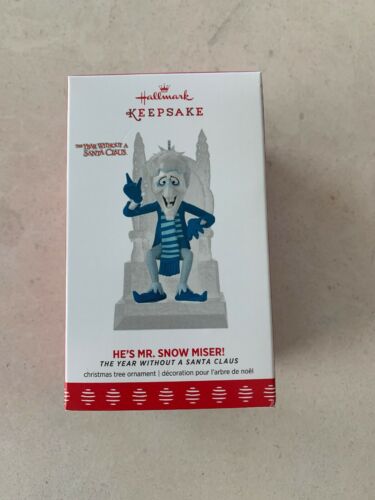 Hallmark
KEEPSAKE
THE YEAR WITHOUT A
SANTA CLAUS
HE'S MR. SNOW MISER!
THE YEAR WITHOUT A SANTA CLAUS
christmas tree ornament | décoration pour l'arbre de noël